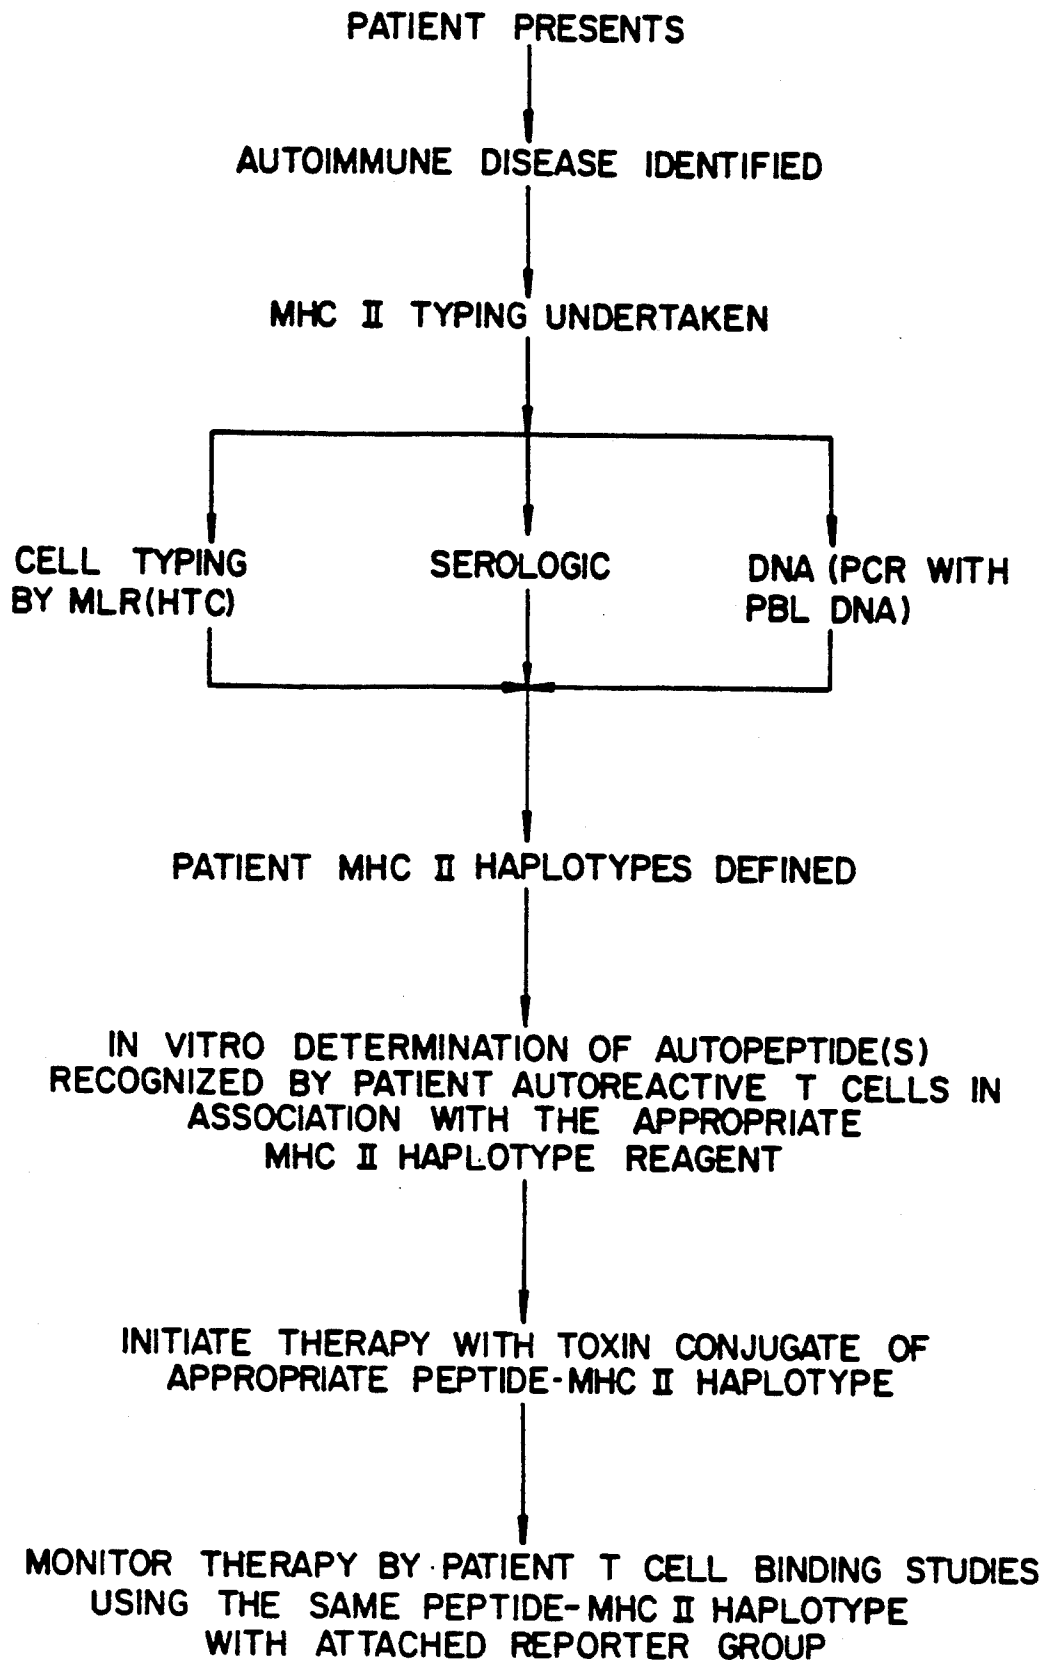 PATIENT PRESENTS
AUTOIMMUNE DISEASE IDENTIFIED
MHC II TYPING UNDERTAKEN
CELL TYPING
BY MLR(HTC)
SEROLOGIC
DNA (PCR WITH
PBL DNA)
PATIENT MHC II HAPLOTYPES DEFINED
IN VITRO DETERMINATION OF AUTOPEPTIDE(S)
RECOGNIZED BY PATIENT AUTOREACTIVE T CELLS IN
ASSOCIATION WITH THE APPROPRIATE
MHC II HAPLOTYPE REAGENT
INITIATE THERAPY WITH TOXIN CONJUGATE OF
APPROPRIATE PEPTIDE-MHC II HAPLOTYPE
MONITOR THERAPY BY PATIENT T CELL BINDING STUDIES
USING THE SAME PEPTIDE-MHC II HAPLOTYPE
WITH ATTACHED REPORTER GROUP